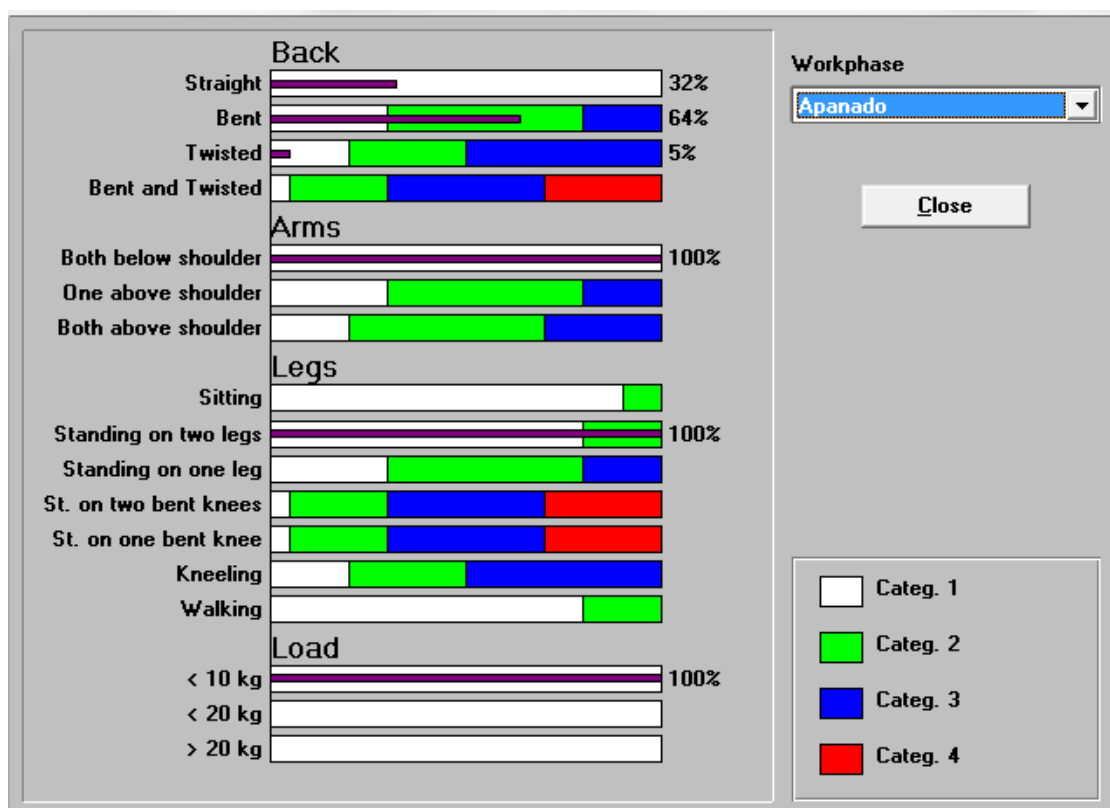 Back
Straight 32%
Bent 64%
Twisted 5%
Bent and Twisted
Arms
Both below shoulder 100%
One above shoulder
Both above shoulder
Legs
Sitting
Standing on two legs 100%
Standing on one leg
St. on two bent knees
St. on one bent knee
Kneeling
Walking
Load
< 10 kg 100%
< 20 kg
> 20 kg
Workphase
Apanado
Close
Categ. 1
Categ. 2
Categ. 3
Categ. 4